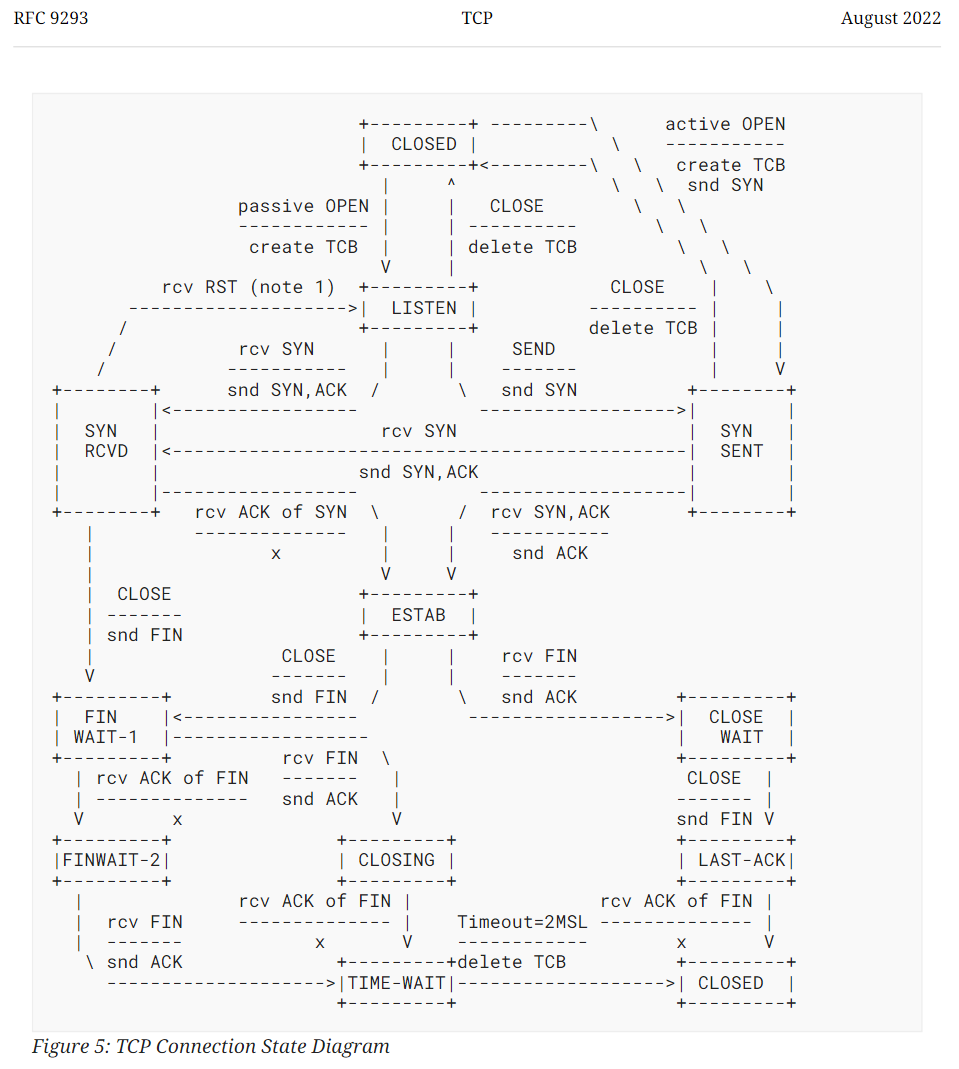 RFC 9293 TCP August 2022
                              +---------+ ---------\      active OPEN
                              |  CLOSED |            \    -----------
                              +---------+<---------\   \   create TCB
                                |     ^              \   \  snd SYN
                   passive OPEN |     |   CLOSE        \   \
                   ------------ |     | ----------       \   \
                    create TCB  |     | delete TCB         \   \
                                V     |                      \   \
            rcv RST (note 1)  +---------+            CLOSE    |    \
         -------------------->|  LISTEN |          ---------- |     |
        /                     +---------+          delete TCB |     |
       /           rcv SYN      |     |     SEND              |     |
      /           -----------   |     |    -------            |     V
  +--------+      snd SYN,ACK  /       \   snd SYN          +--------+
  |        |<-----------------           ------------------>|        |
  |  SYN   |                    rcv SYN                     |  SYN   |
  |  RCVD  |<-----------------------------------------------|  SENT  |
  |        |                  snd SYN,ACK                   |        |
  |        |------------------           -------------------|        |
  +--------+   rcv ACK of SYN  \       /  rcv SYN,ACK       +--------+
     |         --------------   |     |   -----------
     |                x         |     |     snd ACK
     |                          V     V
     |  CLOSE                 +---------+
     | -------                |  ESTAB  |
     | snd FIN                +---------+
     |                 CLOSE    |     |    rcv FIN
     V                -------   |     |    -------
  +---------+         snd FIN  /       \   snd ACK         +---------+
  |  FIN    |<----------------          ------------------>|  CLOSE  |
  | WAIT-1  |------------------                            |   WAIT  |
  +---------+          rcv FIN  \                          +---------+
    | rcv ACK of FIN   -------   |                          CLOSE  |
    | --------------   snd ACK   |                         ------- |
    V        x                   V                         snd FIN V
  +---------+               +---------+                    +---------+
  |FINWAIT-2|               | CLOSING |                    | LAST-ACK|
  +---------+               +---------+                    +---------+
    |              rcv ACK of FIN |                 rcv ACK of FIN |
    |  rcv FIN     -------------- |    Timeout=2MSL -------------- |
    |  -------            x       V    ------------        x       V
     \ snd ACK              +---------+delete TCB          +---------+
       -------------------->|TIME-WAIT|------------------->| CLOSED  |
                            +---------+                    +---------+
Figure 5: TCP Connection State Diagram